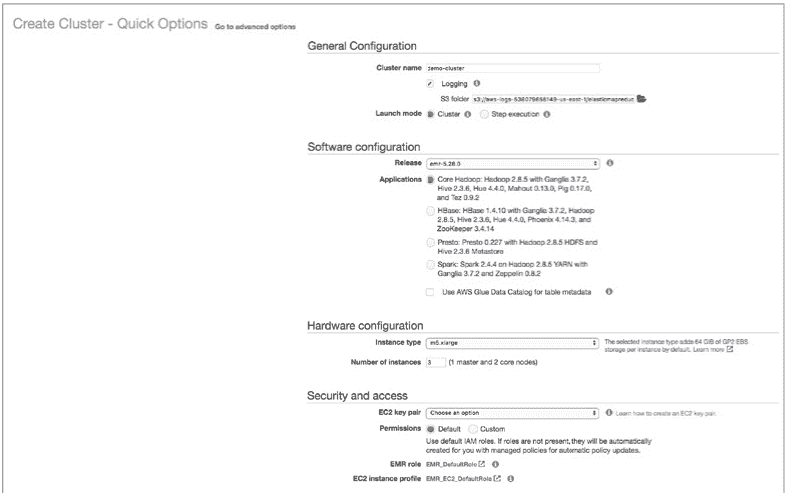 Create Cluster - Quick Options Go to advanced options
General Configuration
Cluster name demo-cluster
Logging
S3 folder
Launch mode Cluster Step execution
Software configuration
Release emr-5.28.0
Applications Core Hadoop: Hadoop 2.8.5 with Ganglia 3.7.2,
Hive 2.3.6, Hue 4.4.0, Mahout 0.13.0, Pig 0.17.0,
and Tez 0.9.2
HBase: HBase 1.4.10 with Ganglia 3.7.2, Hadoop
2.8.5, Hive 2.3.6, Hue 4.4.0, Phoenix 4.14.3, and
ZooKeeper 3.4.14
Presto: Presto 0.227 with Hadoop 2.8.5 HDFS and
Hive 2.3.6 Metastore
Spark: Spark 2.4.4 on Hadoop 2.8.5 YARN with
Ganglia 3.7.2 and Zeppelin 0.8.2
Use AWS Glue Data Catalog for table metadata
Hardware configuration
Instance type m5.xlarge The selected instance type adds 64 GiB of GP2 EBS
storage per instance by default. Learn more
Number of instances 3 (1 master and 2 core nodes)
Security and access
EC2 key pair Choose an option Learn how to create an EC2 key pair.
Permissions Default Custom
Use default IAM roles. If roles are not present, they will be automatically
created for you with managed policies for automatic policy updates.
EMR role EMR_DefaultRole
EC2 instance profile EMR_EC2_DefaultRole